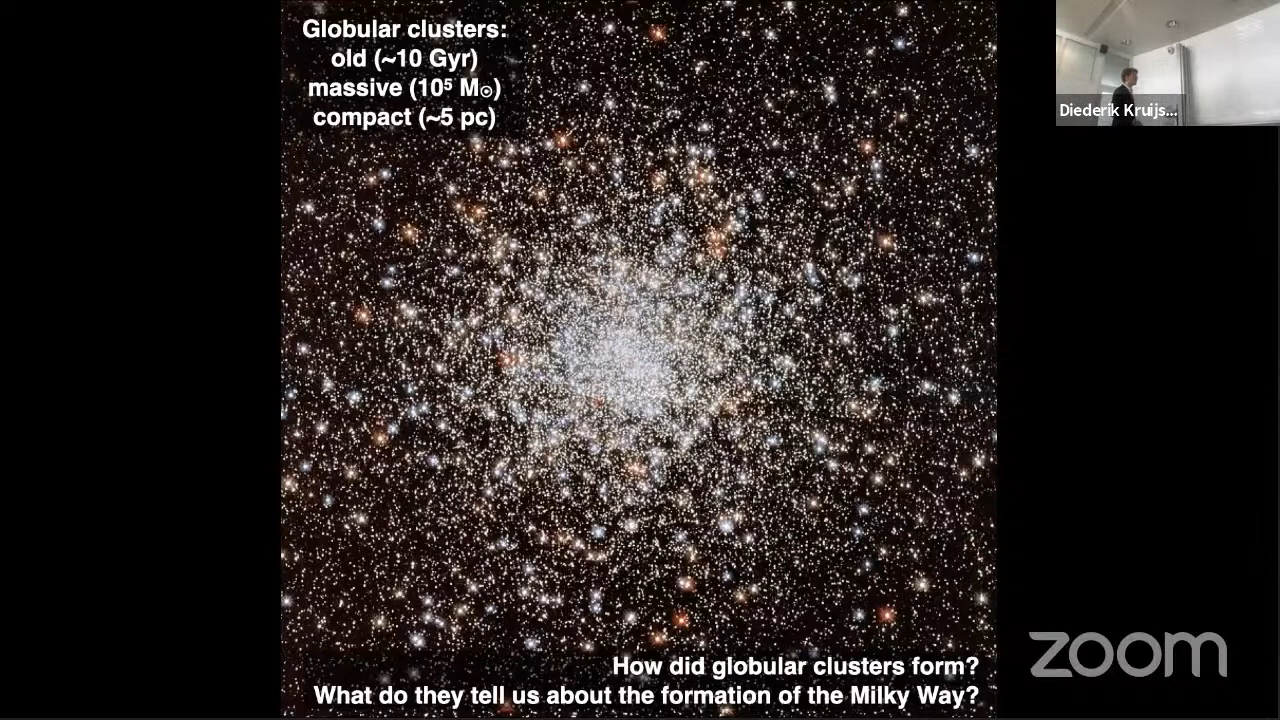 Globular clusters:
old (~10 Gyr)
massive (10⁵ M☉)
compact (~5 pc)
Diederik Kruijs...
How did globular clusters form?
What do they tell us about the formation of the Milky Way?
zoom